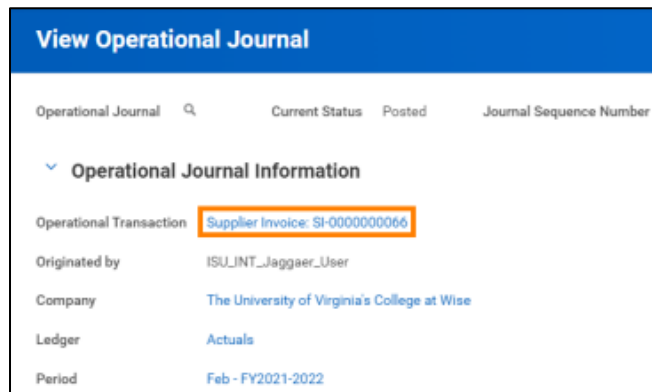 View Operational Journal
Operational Journal Current Status Posted Journal Sequence Number
Operational Journal Information
Operational Transaction Supplier Invoice: SI-0000000066
Originated by ISU_INT_Jaggaer_User
Company The University of Virginia's College at Wise
Ledger Actuals
Period Feb - FY2021-2022